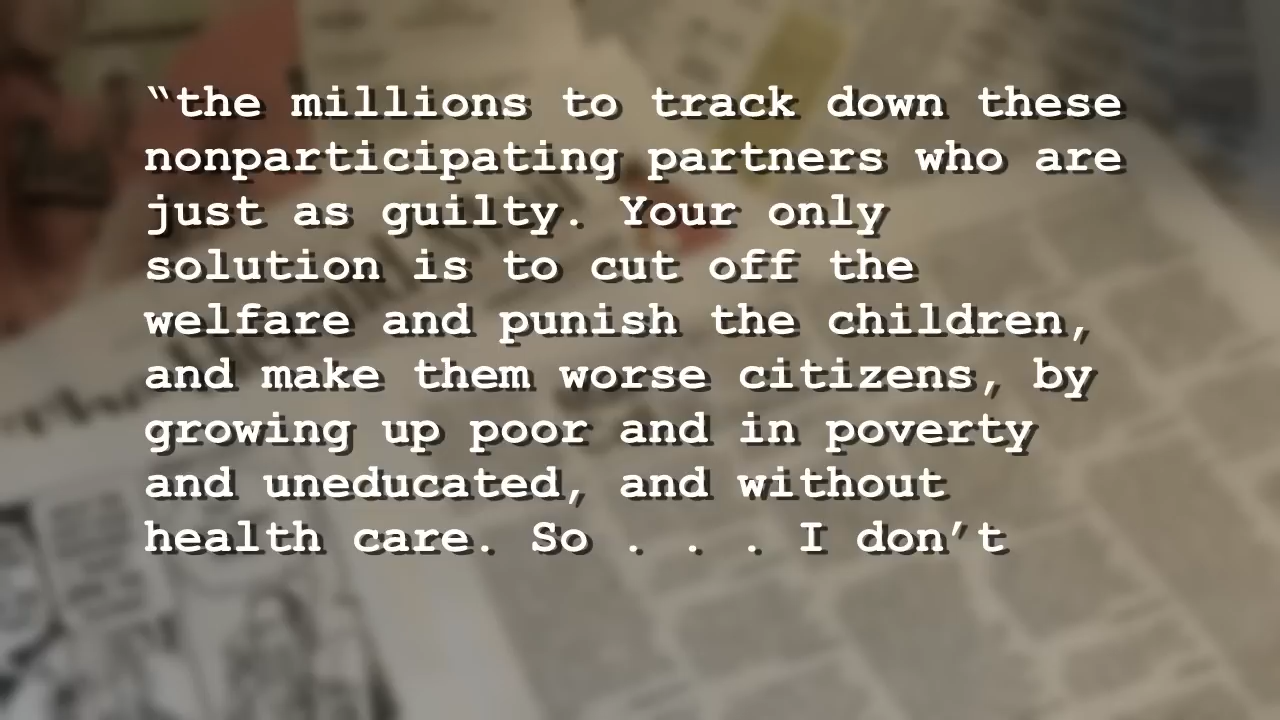 “the millions to track down these
nonparticipating partners who are
just as guilty. Your only
solution is to cut off the
welfare and punish the children,
and make them worse citizens, by
growing up poor and in poverty
and uneducated, and without
health care. So . . . I don’t